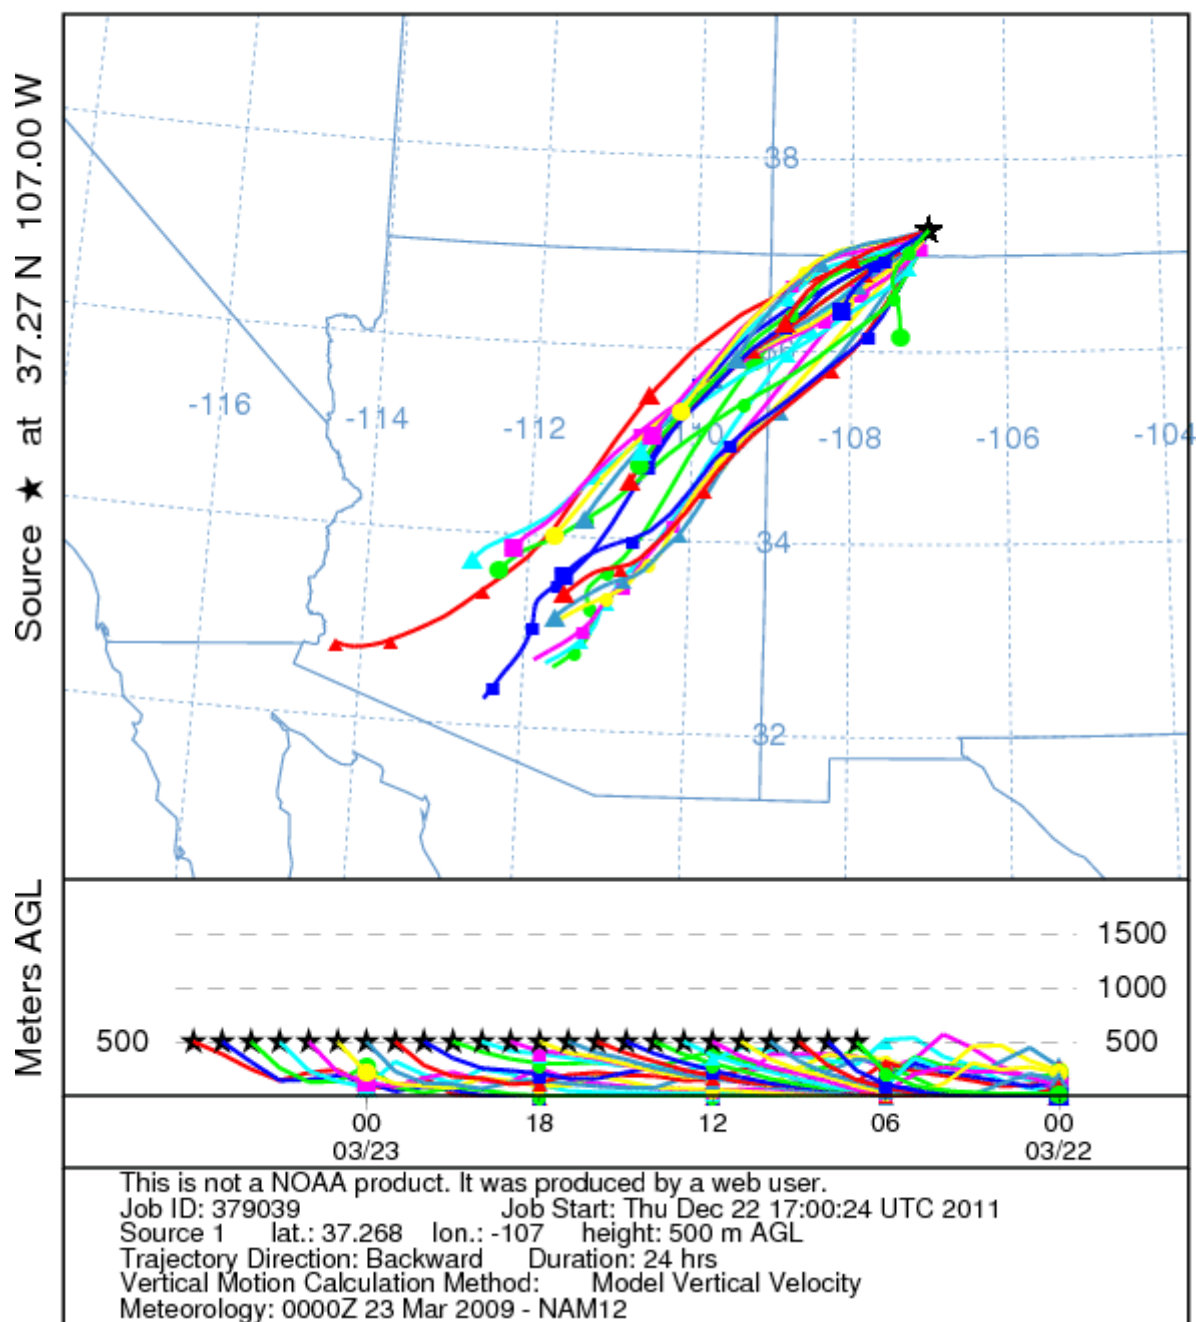 Source ★ at 37.27 N 107.00 W
38
-116
-114
-112
-108
-106
-104
34
32
Meters AGL
1500
1000
500
500
00
18
12
06
00
03/23
03/22
This is not a NOAA product. It was produced by a web user.
Job ID: 379039 Job Start: Thu Dec 22 17:00:24 UTC 2011
Source 1 lat.: 37.268 lon.: -107 height: 500 m AGL
Trajectory Direction: Backward Duration: 24 hrs
Vertical Motion Calculation Method: Model Vertical Velocity
Meteorology: 0000Z 23 Mar 2009 - NAM12